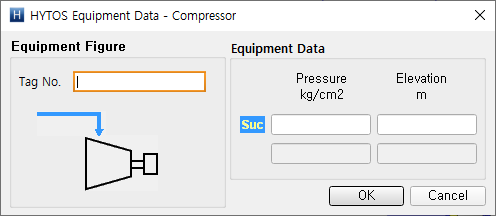 HYTOS Equipment Data - Compressor
Equipment Figure
Tag No.
Equipment Data
Pressure Elevation
kg/cm2 m
Suc
OK Cancel